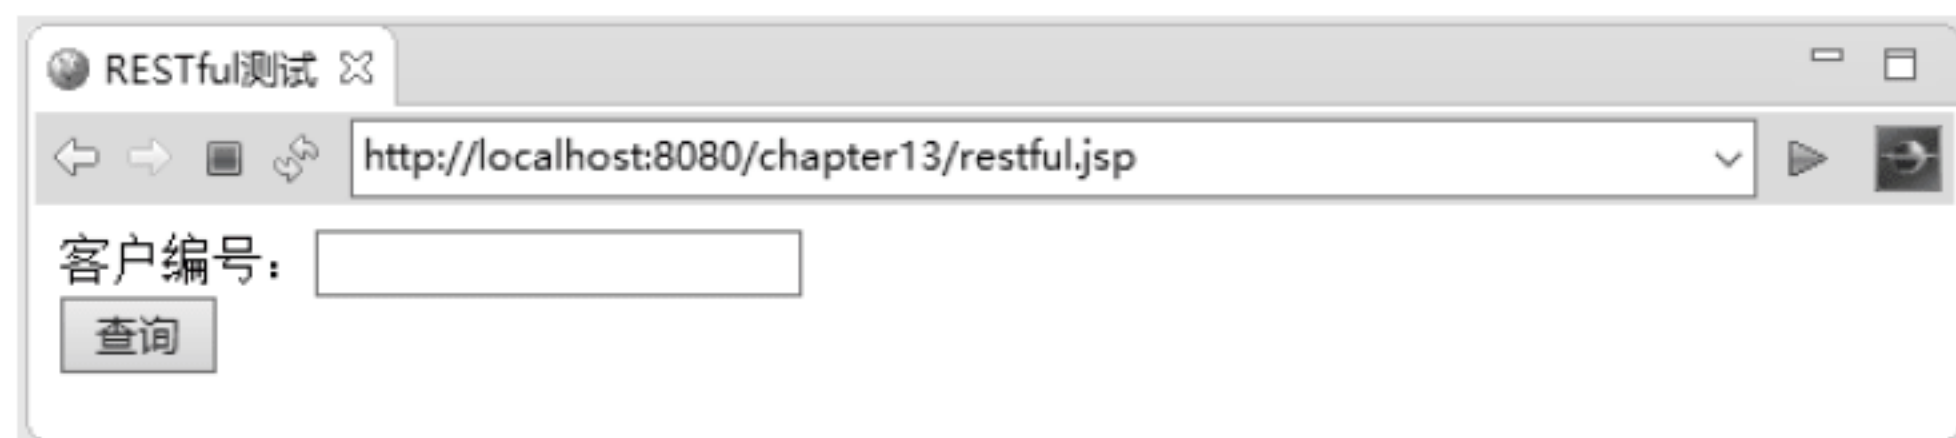 RESTful测试
http://localhost:8080/chapter13/restful.jsp
客户编号：
查询